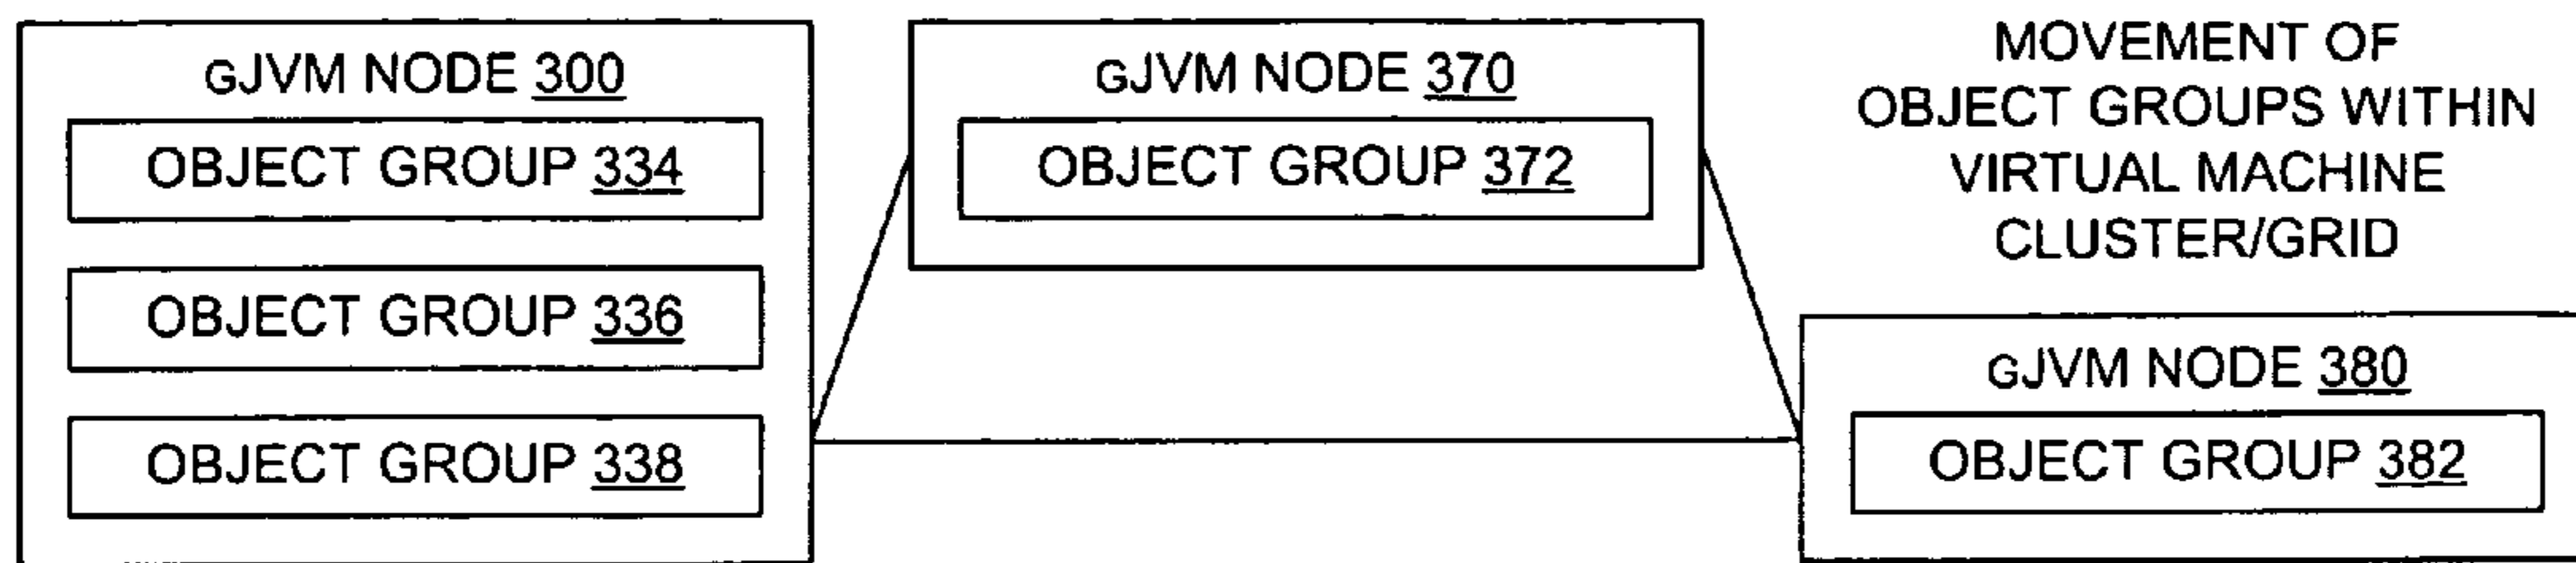 GJVM NODE 300
OBJECT GROUP 334
OBJECT GROUP 336
OBJECT GROUP 338
GJVM NODE 370
OBJECT GROUP 372
MOVEMENT OF
OBJECT GROUPS WITHIN
VIRTUAL MACHINE
CLUSTER/GRID
GJVM NODE 380
OBJECT GROUP 382